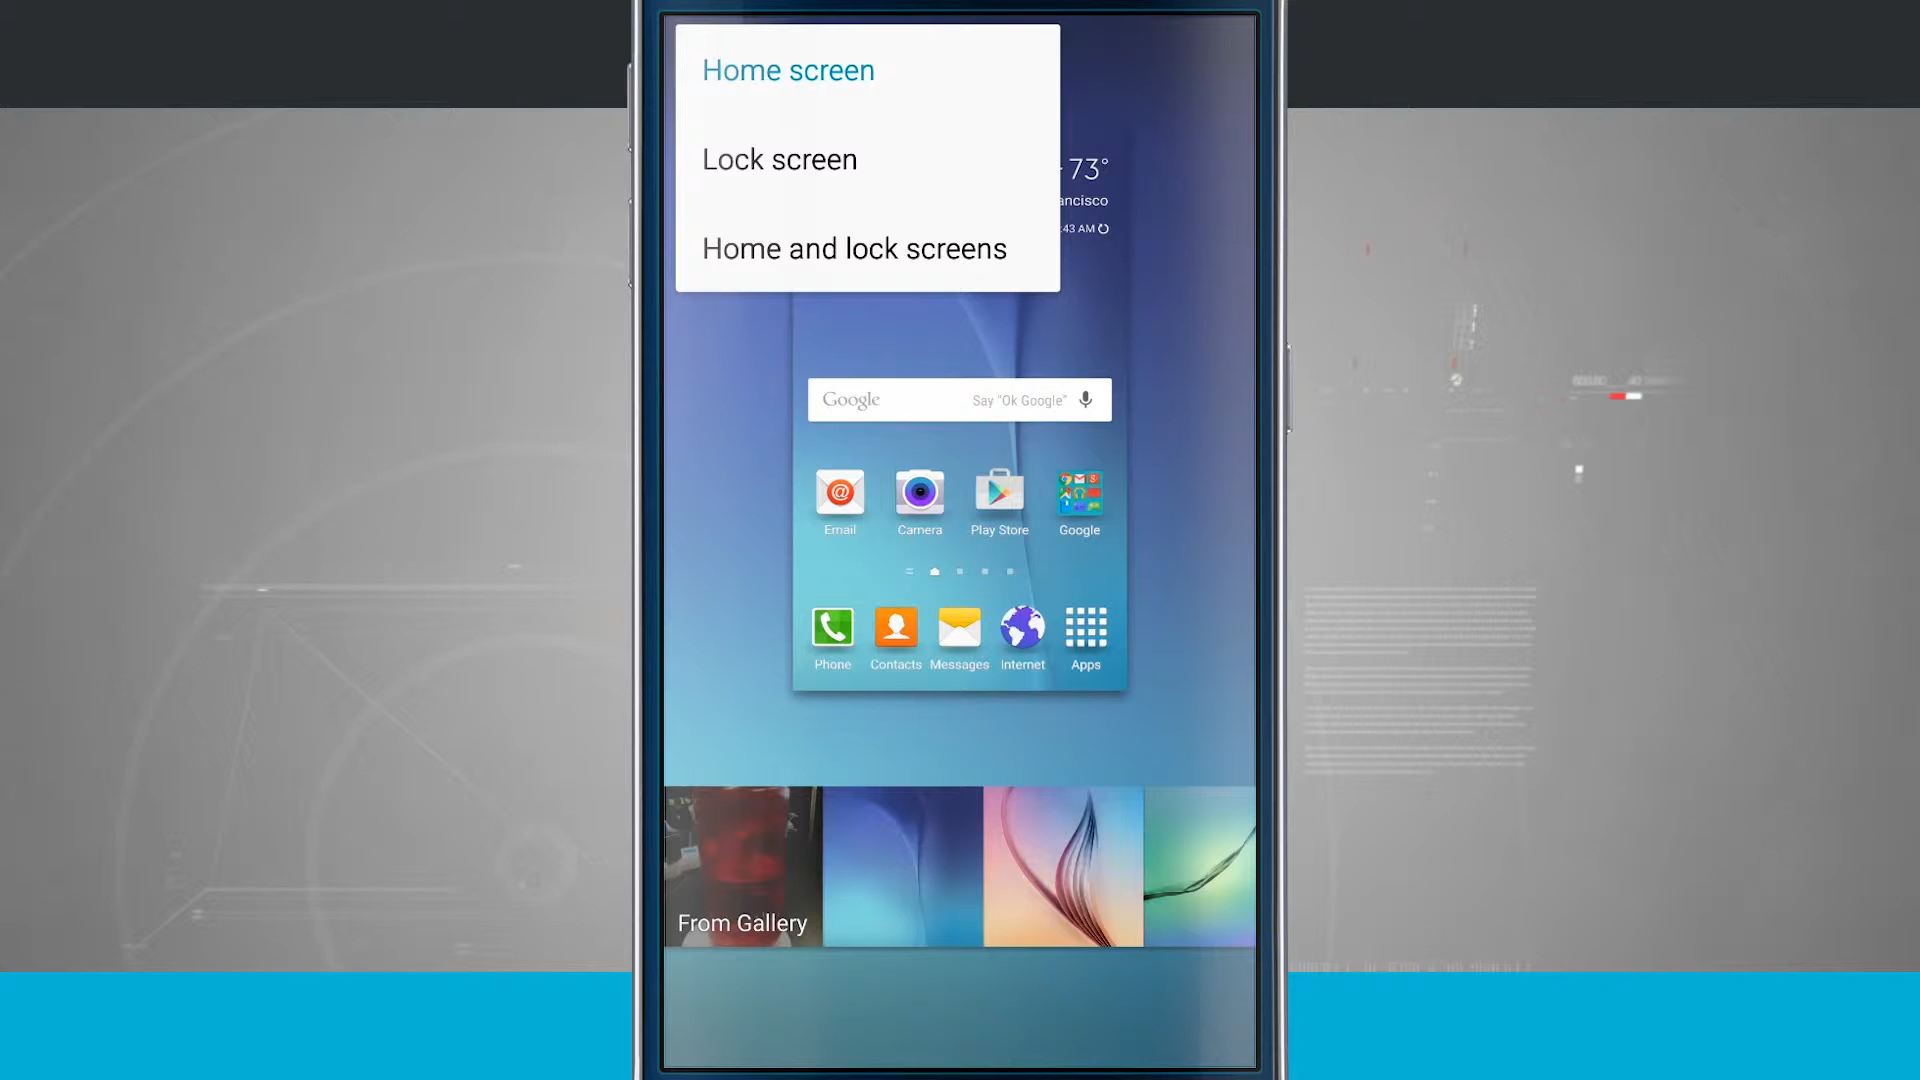 Home screen
Lock screen
Home and lock screens
73°
ancisco
:43 AM
Google
Say "Ok Google"
Email
Camera
Play Store
Google
Phone
Contacts
Messages
Internet
Apps
From Gallery